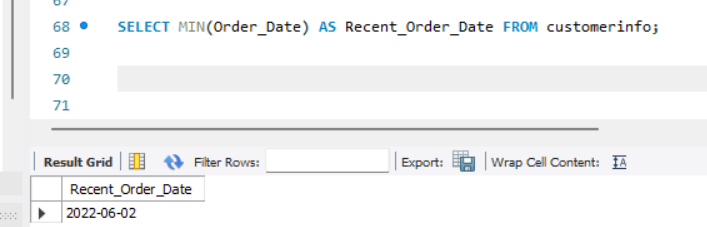 67
68 SELECT MIN(Order_Date) AS Recent_Order_Date FROM customerinfo;
69
70
71
Result Grid Filter Rows: Export: Wrap Cell Content: IA
Recent_Order_Date
2022-06-02